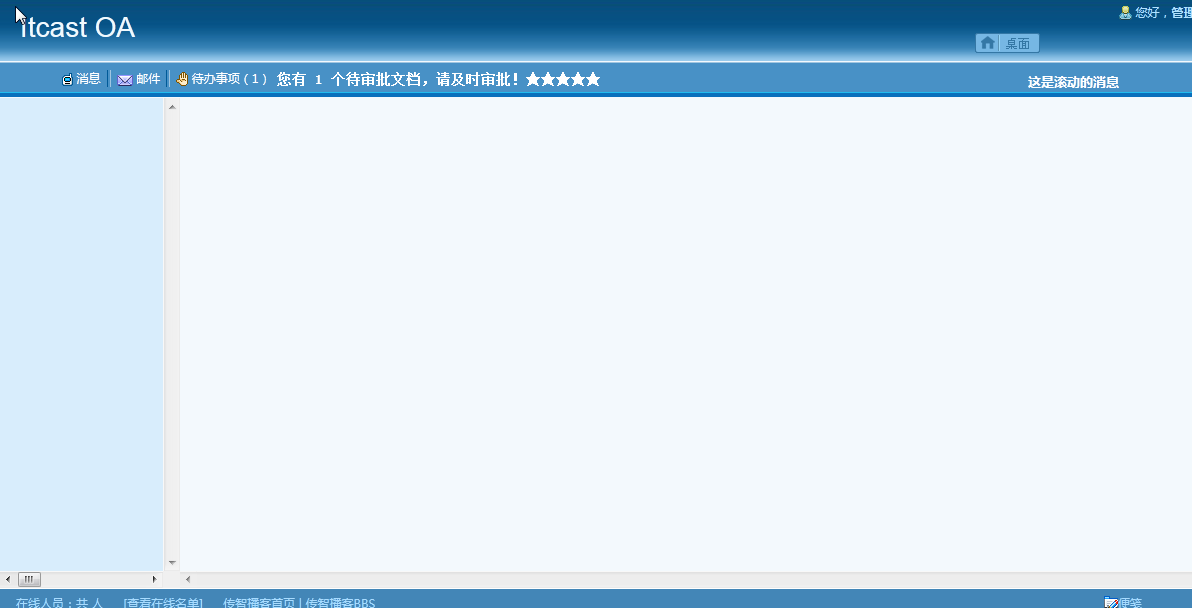 itcast OA
您好，管理
桌面
消息 邮件 待办事项 ( 1 ) 您有 1 个待审批文档，请及时审批！★★★★★
这是滚动的消息
在线人员：共 人 [查看在线名单] 传智播客首页 | 传智播客BBS
便笺